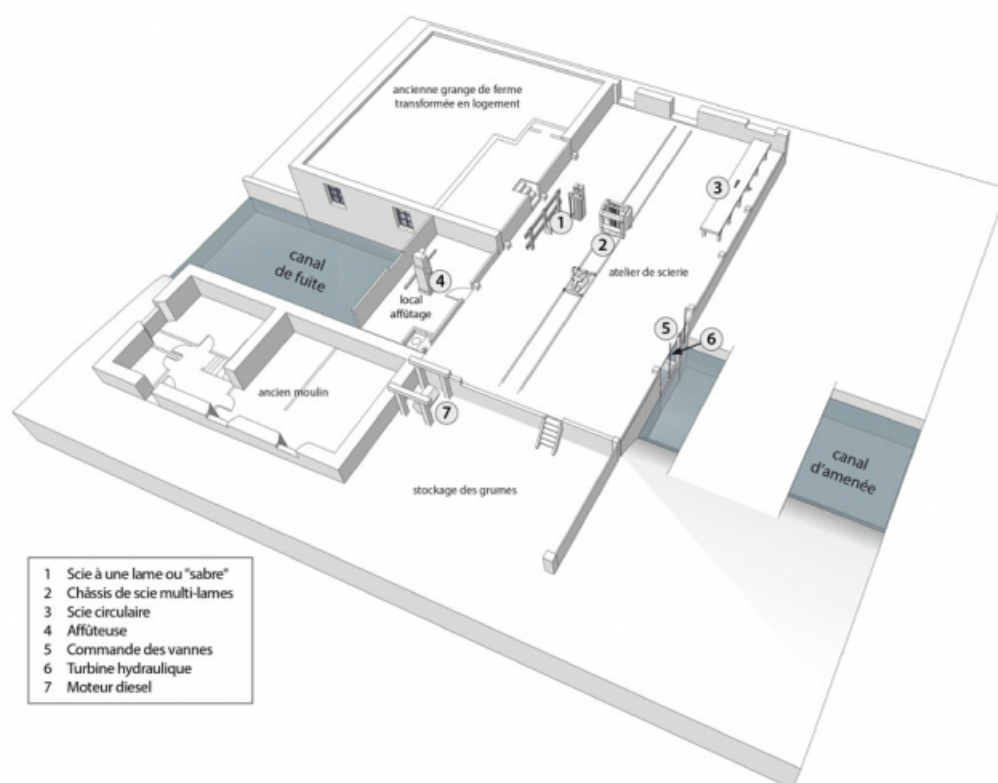 ancienne grange de ferme
transformée en logement
3
1
2
canal
de fuite
4
atelier de scierie
local
affûtage
5
6
ancien moulin
7
canal
d'amenée
stockage des grumes
1 Scie à une lame ou "sabre"
2 Châssis de scie multi-lames
3 Scie circulaire
4 Affûteuse
5 Commande des vannes
6 Turbine hydraulique
7 Moteur diesel